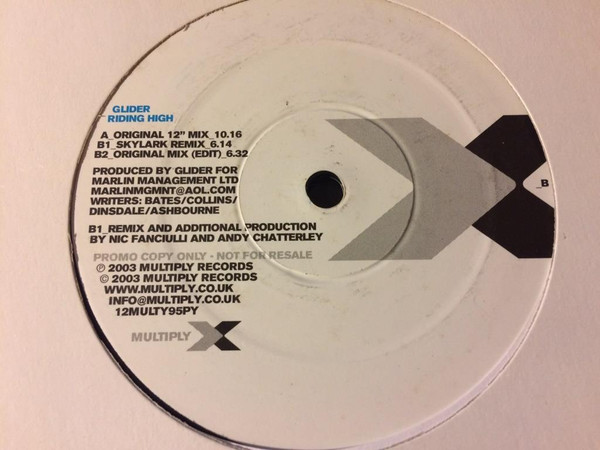 GLIDER
RIDING HIGH
A_ORIGINAL 12" MIX_10.16
B1_SKYLARK REMIX_6.14
B2_ORIGINAL MIX (EDIT)_6.32
PRODUCED BY GLIDER FOR
MARLIN MANAGEMENT LTD
MARLINMGMNT@AOL.COM
WRITERS: BATES/COLLINS/
DINSDALE/ASHBOURNE
B1_REMIX AND ADDITIONAL PRODUCTION
BY NIC FANCIULLI AND ANDY CHATTERLEY
PROMO COPY ONLY - NOT FOR RESALE
℗ 2003 MULTIPLY RECORDS
© 2003 MULTIPLY RECORDS
WWW.MULTIPLY.CO.UK
INFO@MULTIPLY.CO.UK
12MULTY95PY
MULTIPLY
_B